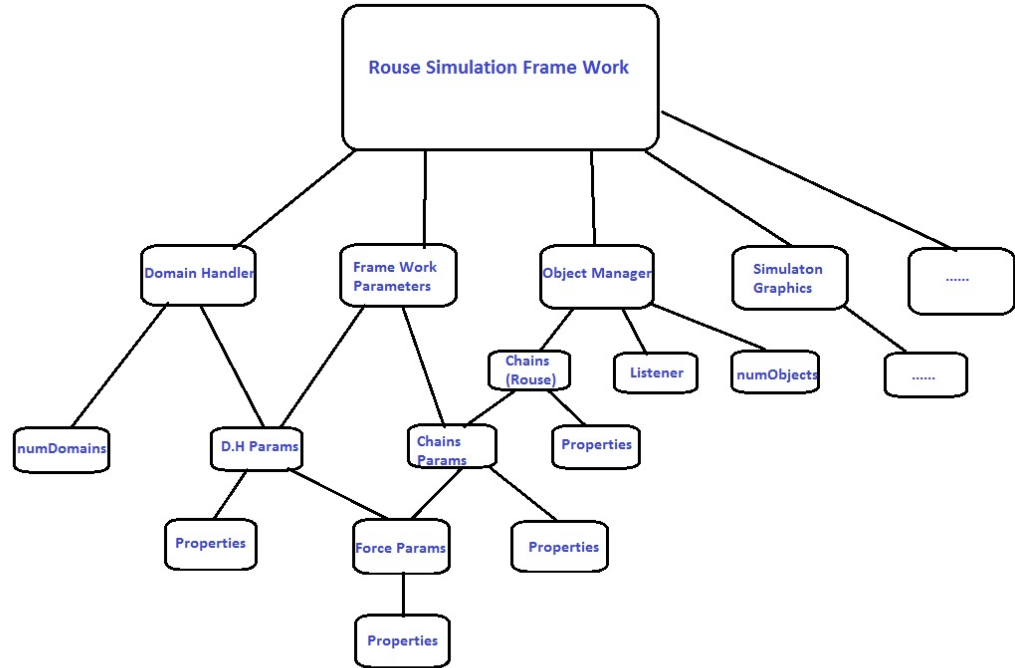 Rouse Simulation Frame Work
Domain Handler
Frame Work
Parameters
Object Manager
Simulaton
Graphics
......
Chains
(Rouse)
Listener
numObjects
......
numDomains
D.H Params
Chains
Params
Properties
Properties
Force Params
Properties
Properties